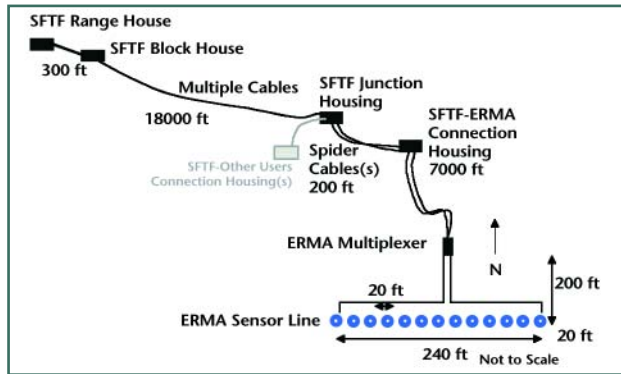 SFTF Range House
SFTF Block House
300 ft
Multiple Cables
18000 ft
SFTF Junction
Housing
SFTF-ERMA
Connection
Housing
7000 ft
SFTF-Other Users
Connection Housing(s)
Spider
Cables(s)
200 ft
ERMA Multiplexer
N
200 ft
20 ft
ERMA Sensor Line
20 ft
240 ft
Not to Scale